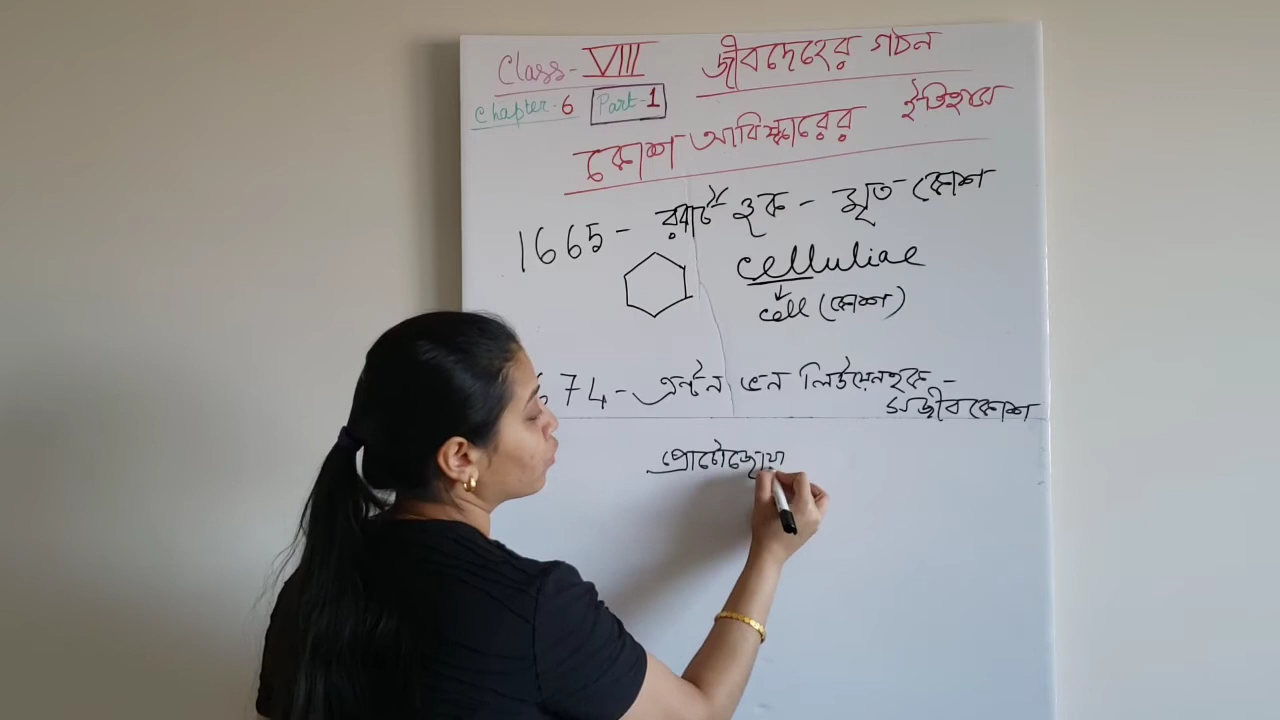 Class- VIII জীবদেহের গঠন
Chapter-6 Part-1
কোশ আবিষ্কারের ইতিহাস
1665 - রবার্ট হুক - মৃত কোশ
celluliae
cell (কোশ)
74 - এন্টন ভন লিউয়েনহুক -
সজীবকোশ
প্রোটোজোয়া